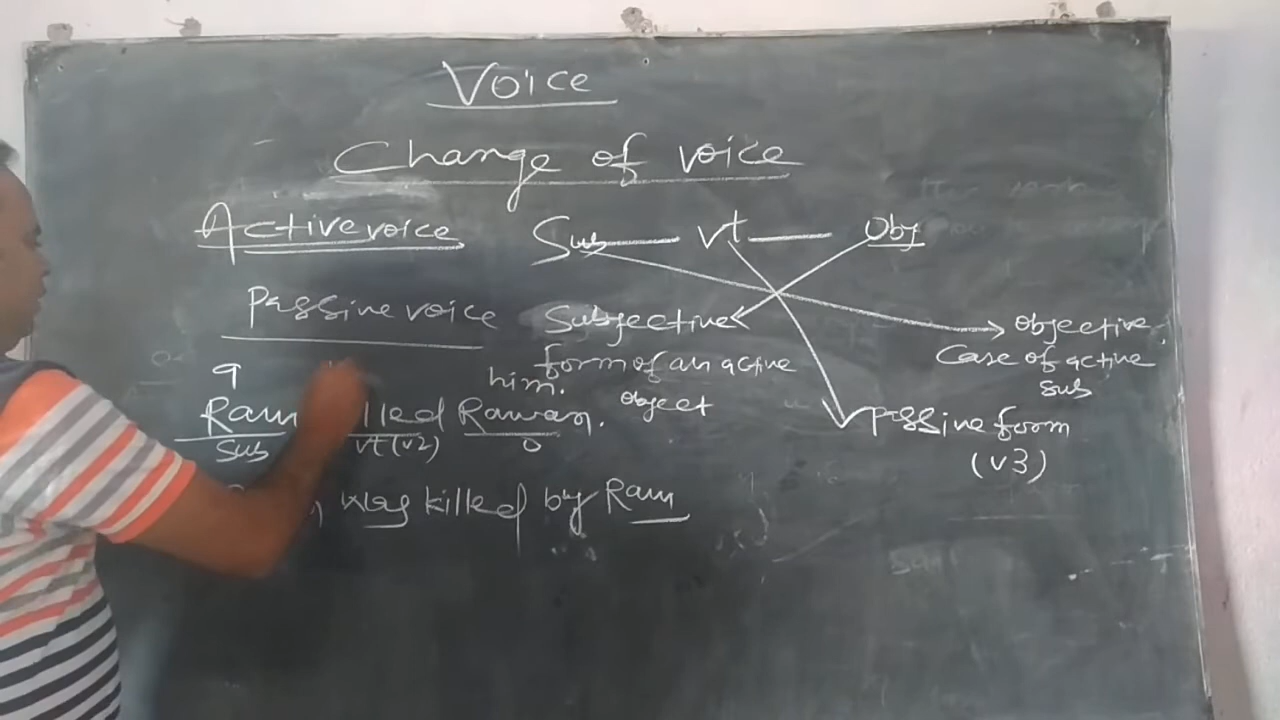 Voice
Change of voice
Active voice Sub — Vt — Obj
Passive voice Subjective Objective
form of an active Case of active
him. object sub
Ram killed Rawan. Passive form
Sub Vt (V2) O (V3)
was killed by Ram